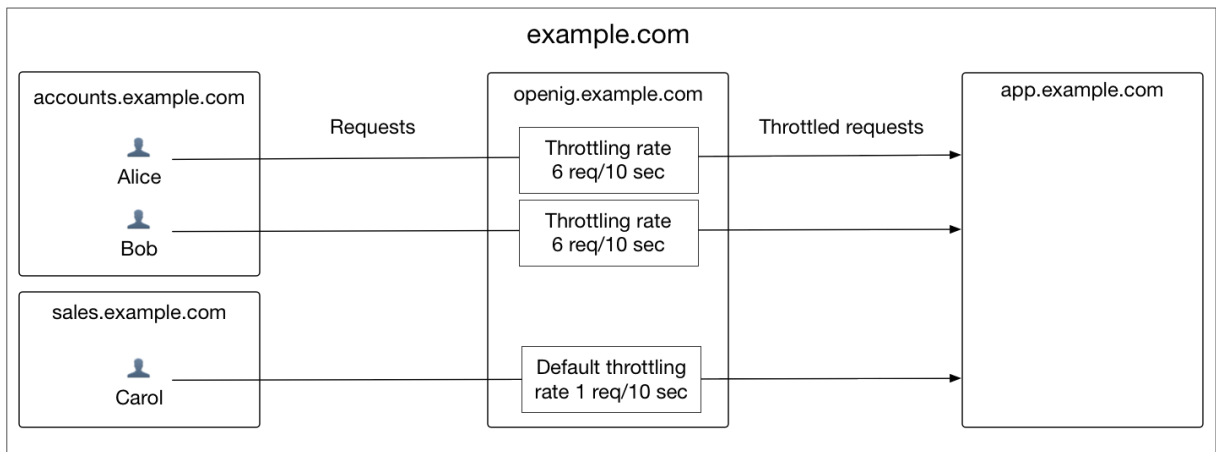 example.com
accounts.example.com
openig.example.com
app.example.com
Requests
Throttled requests
Alice
Throttling rate
6 req/10 sec
Bob
Throttling rate
6 req/10 sec
sales.example.com
Carol
Default throttling
rate 1 req/10 sec